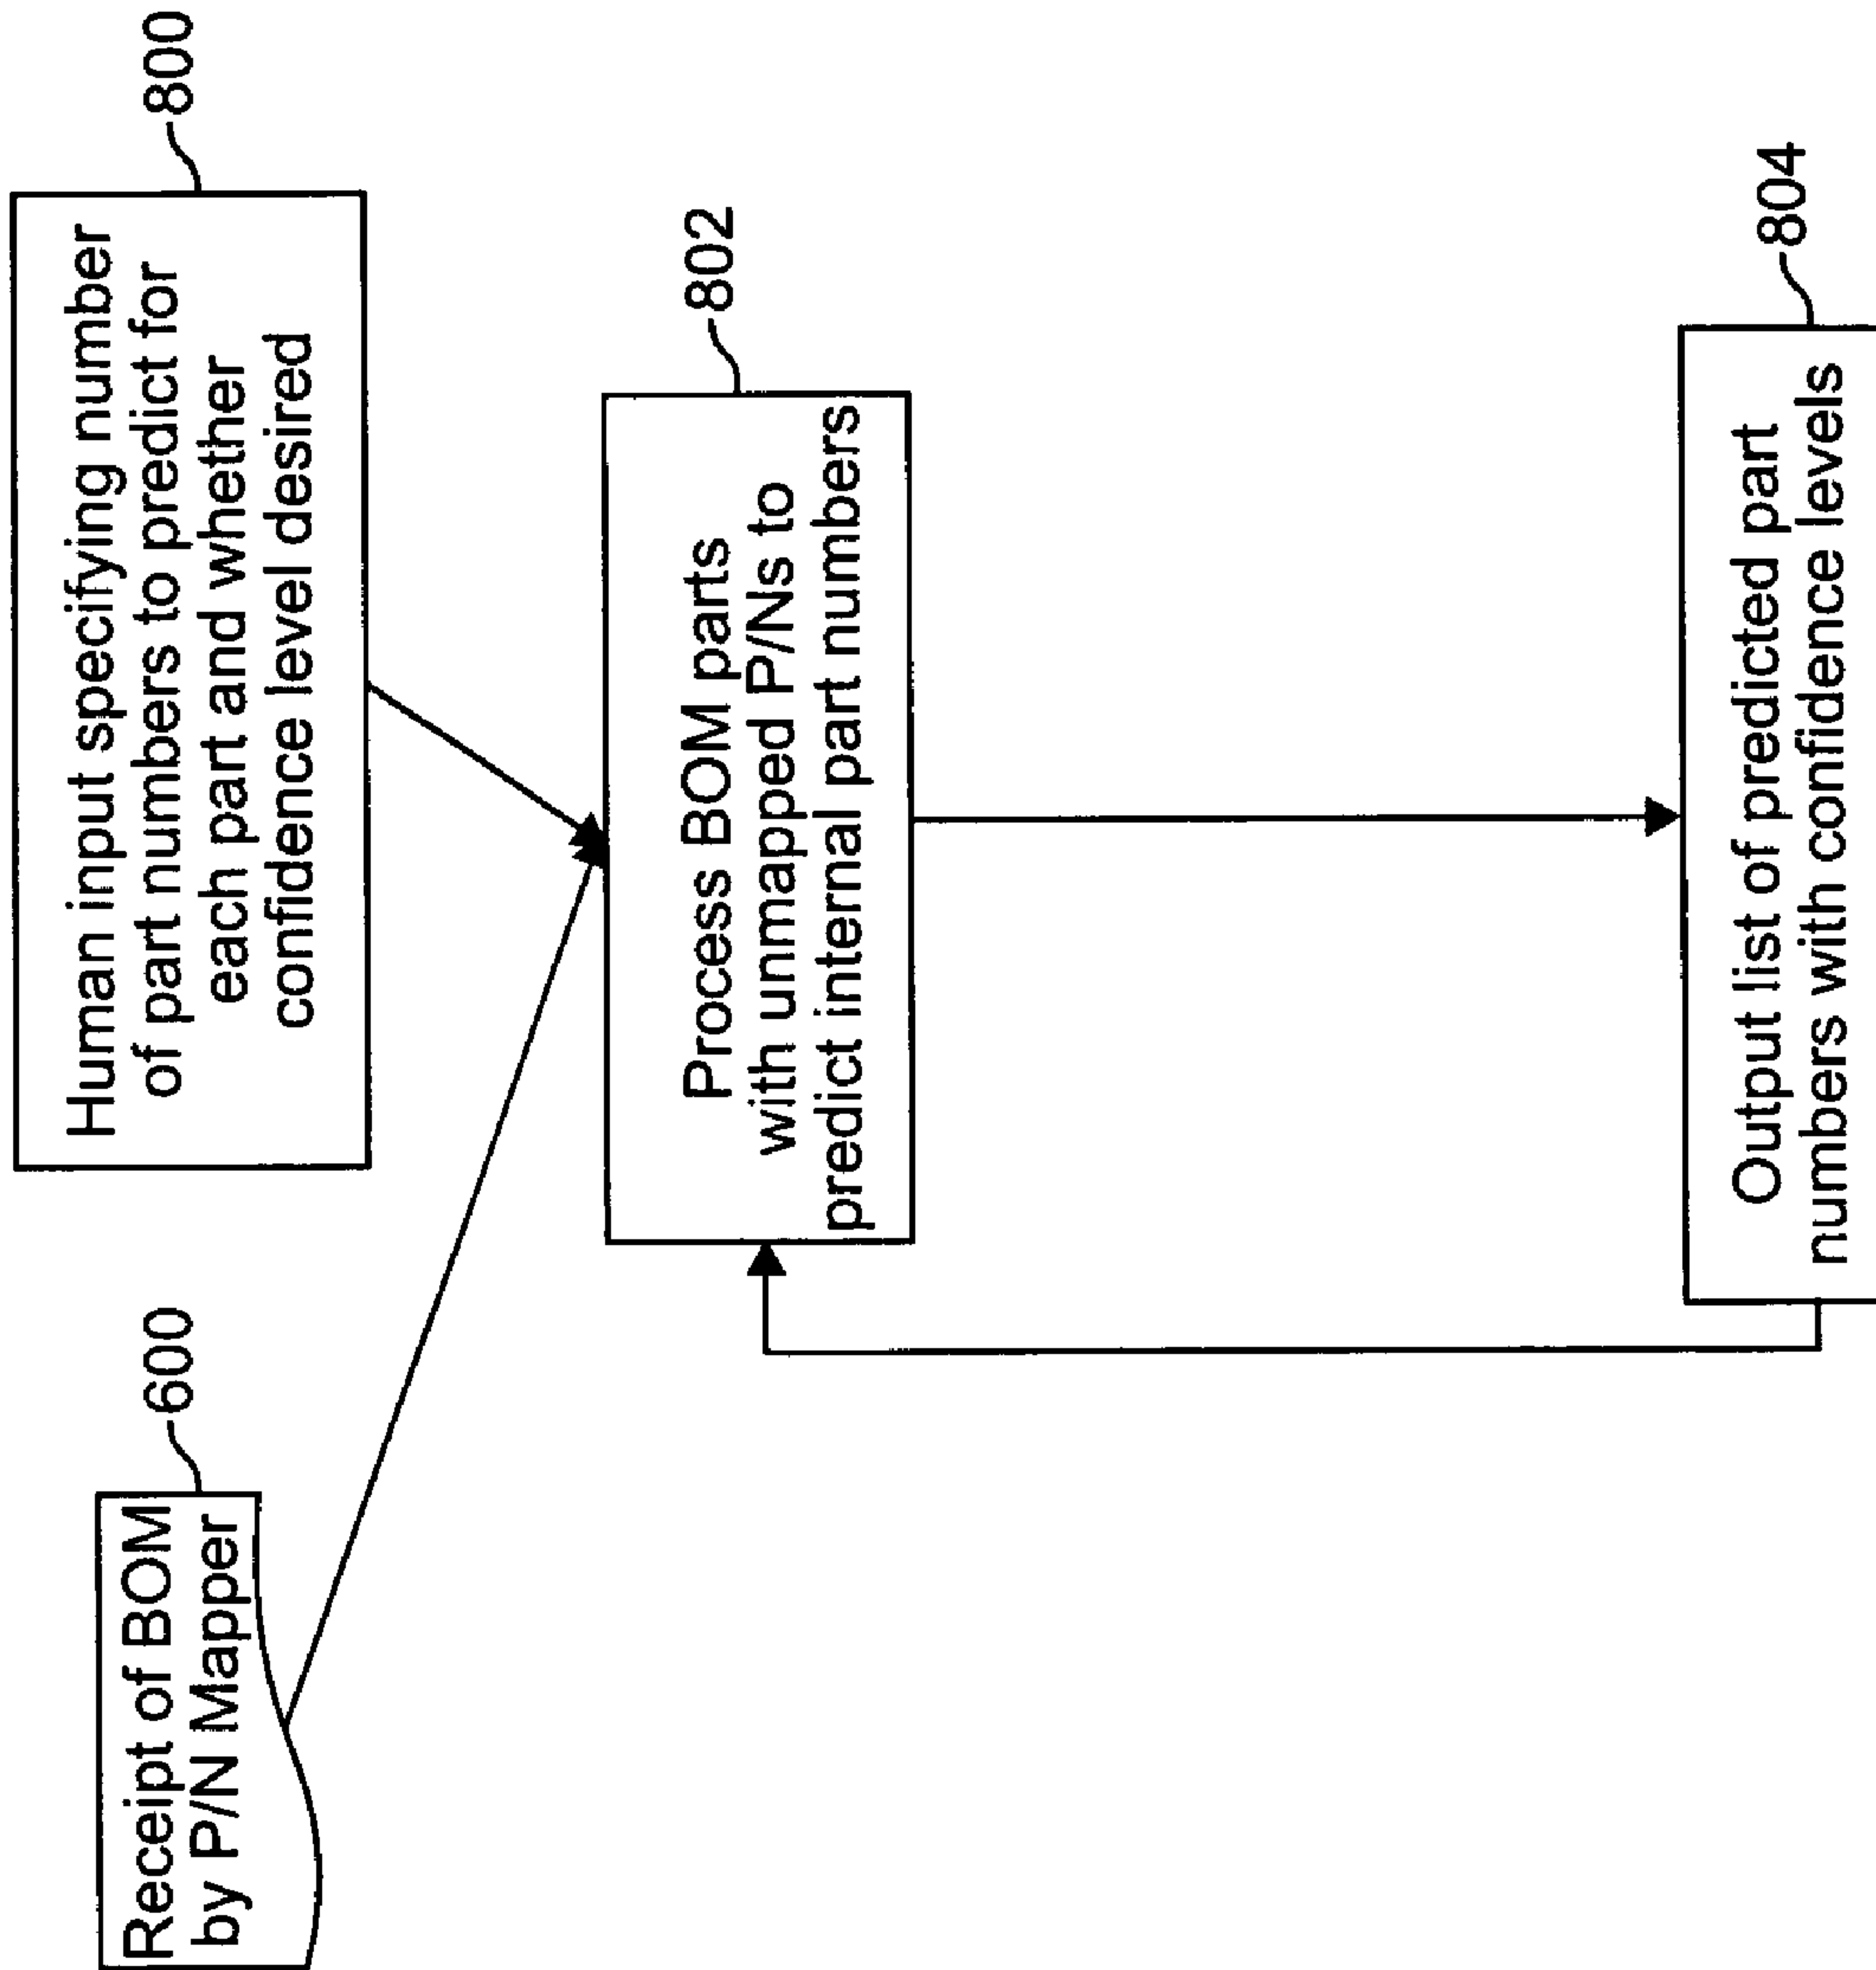 Receipt of BOM
by P/N Mapper
600
Human input specifying number
of part numbers to predict for
each part and whether
confidence level desired
800
Process BOM parts
with unmapped P/Ns to
predict internal part numbers
802
Output list of predicted part
numbers with confidence levels
804